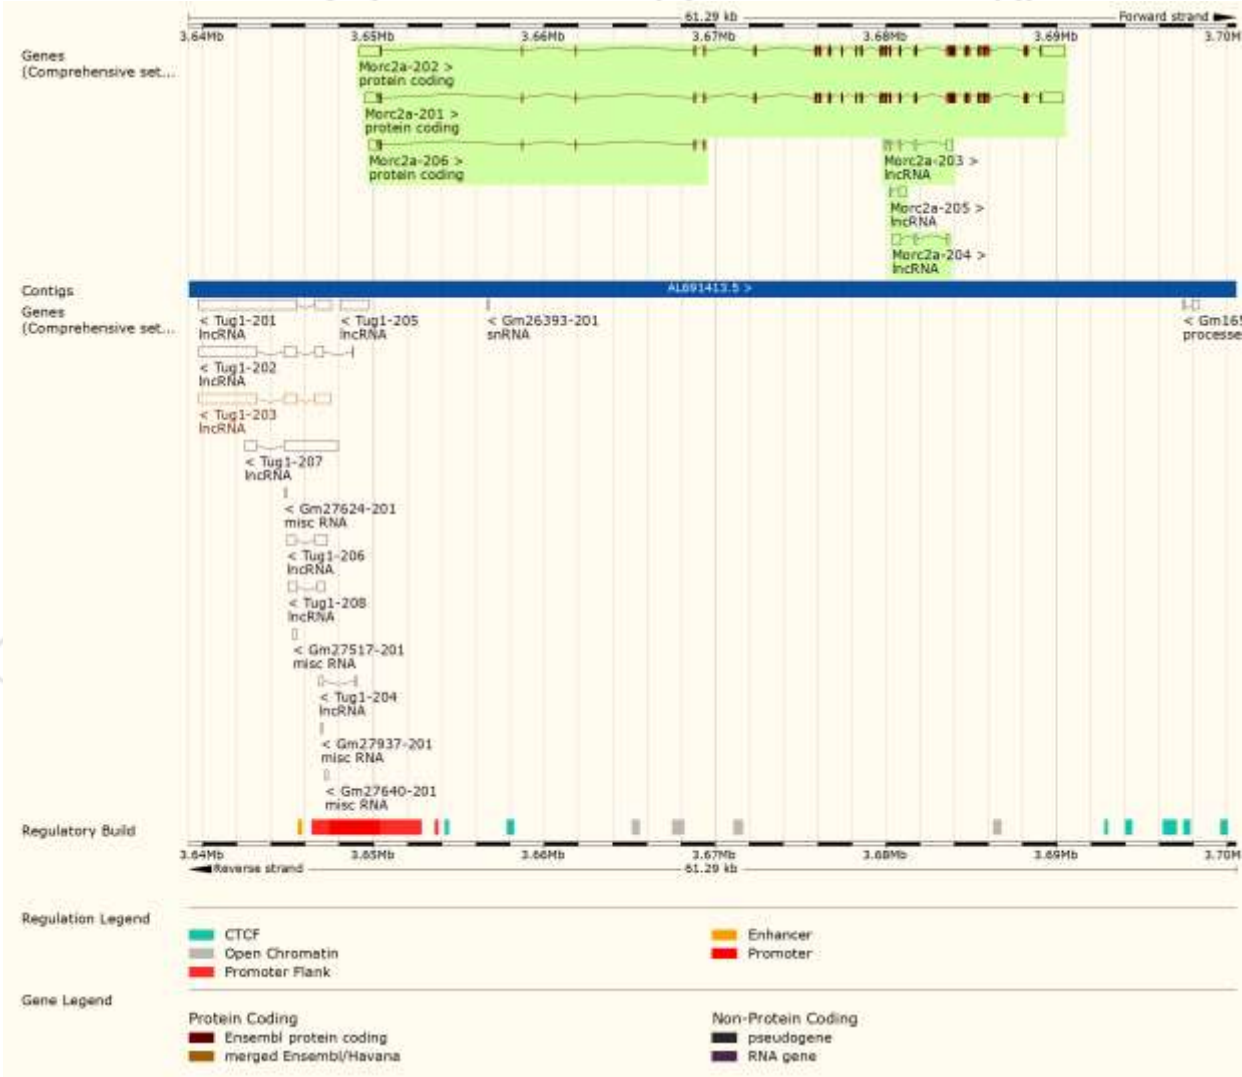 61.29 kb Forward strand
3.64Mb 3.65Mb 3.66Mb 3.67Mb 3.68Mb 3.69Mb 3.70M
Genes
(Comprehensive set...
Morc2a-202 >
protein coding
Morc2a-201 >
protein coding
Morc2a-206 > Morc2a-203 >
protein coding lncRNA
Morc2a-205 >
lncRNA
Morc2a-204 >
lncRNA
Contigs AL691413.5 >
Genes
(Comprehensive set...
< Tug1-201 < Tug1-205 < Gm26393-201 < Gm165
lncRNA lncRNA snRNA processe
< Tug1-202
lncRNA
< Tug1-203
lncRNA
< Tug1-207
lncRNA
< Gm27624-201
misc RNA
< Tug1-206
lncRNA
< Tug1-208
lncRNA
< Gm27517-201
misc RNA
< Tug1-204
lncRNA
< Gm27937-201
misc RNA
< Gm27640-201
misc RNA
Regulatory Build
3.64Mb 3.65Mb 3.66Mb 3.67Mb 3.68Mb 3.69Mb 3.70M
Reverse strand 61.29 kb
Regulation Legend
CTCF Enhancer
Open Chromatin Promoter
Promoter Flank
Gene Legend
Protein Coding Non-Protein Coding
Ensembl protein coding pseudogene
merged Ensembl/Havana RNA gene